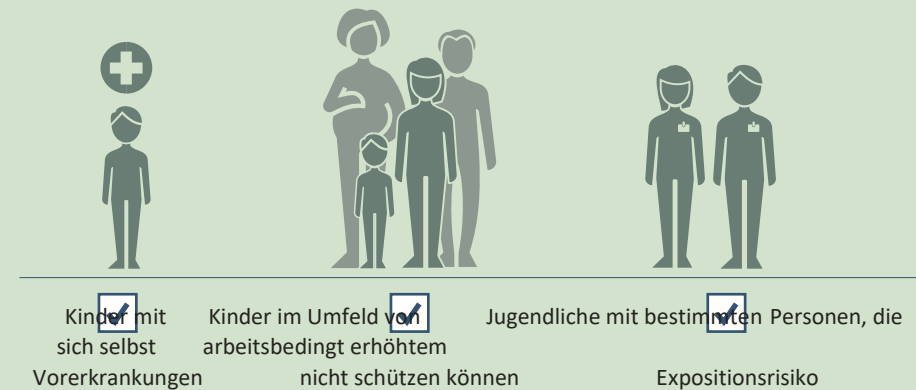 Kinder mit Kinder im Umfeld von Jugendliche mit bestimmten Personen, die
sich selbst arbeitsbedingt erhöhtem
Vorerkrankungen nicht schützen können Expositionsrisiko